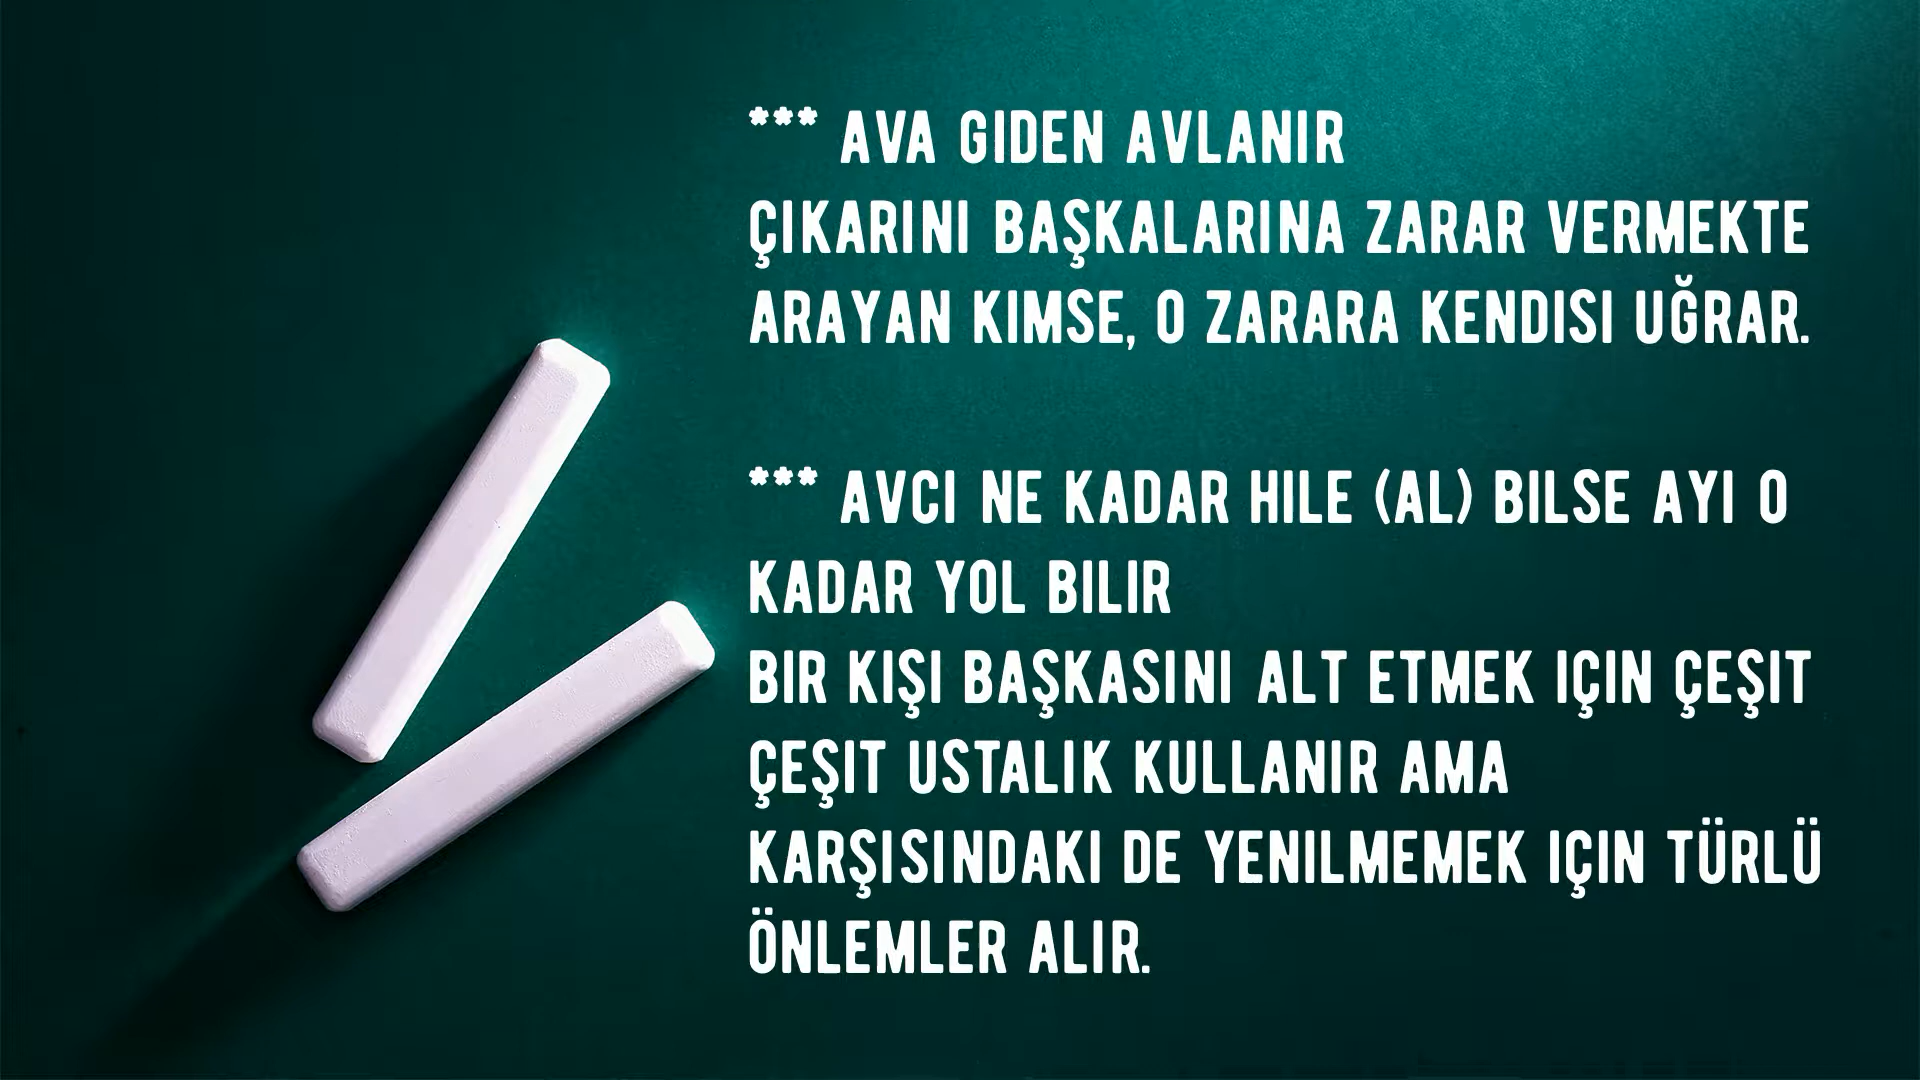 *** AVA GIDEN AVLANIR
ÇIKARINI BAŞKALARINA ZARAR VERMEKTE
ARAYAN KIMSE, O ZARARA KENDISI UĞRAR.
*** AVCI NE KADAR HILE (AL) BILSE AYI O
KADAR YOL BILIR
BIR KIŞI BAŞKASINI ALT ETMEK IÇIN ÇEŞIT
ÇEŞIT USTALIK KULLANIR AMA
KARŞISINDAKI DE YENILMEMEK IÇIN TÜRLÜ
ÖNLEMLER ALIR.